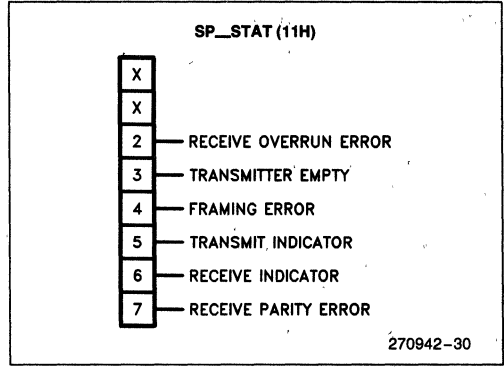 SP__STAT (11H)
X
X
2 RECEIVE OVERRUN ERROR
3 TRANSMITTER EMPTY
4 FRAMING ERROR
5 TRANSMIT INDICATOR
6 RECEIVE INDICATOR
7 RECEIVE PARITY ERROR
270942-30